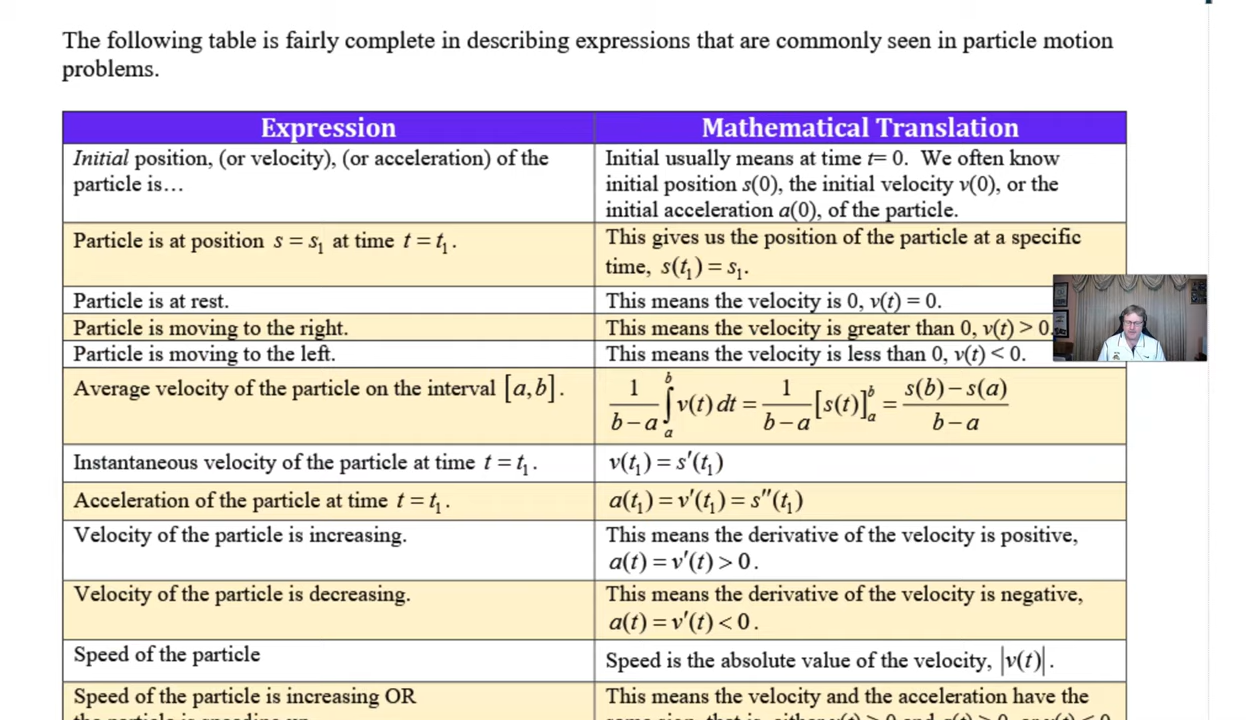 The following table is fairly complete in describing expressions that are commonly seen in particle motion
problems.
Expression
Mathematical Translation
Initial position, (or velocity), (or acceleration) of the
particle is…
Initial usually means at time t= 0. We often know
initial position s(0), the initial velocity v(0), or the
initial acceleration a(0), of the particle.
Particle is at position s = s₁ at time t = t₁.
This gives us the position of the particle at a specific
time, s(t₁) = s₁.
Particle is at rest.
This means the velocity is 0, v(t) = 0.
Particle is moving to the right.
This means the velocity is greater than 0, v(t) > 0.
Particle is moving to the left.
This means the velocity is less than 0, v(t) < 0.
Average velocity of the particle on the interval [a,b].
1/(b−a) ∫ₐᵇ v(t) dt = 1/(b−a) [s(t)]ₐᵇ = (s(b)−s(a))/(b−a)
Instantaneous velocity of the particle at time t = t₁.
v(t₁) = s′(t₁)
Acceleration of the particle at time t = t₁.
a(t₁) = v′(t₁) = s″(t₁)
Velocity of the particle is increasing.
This means the derivative of the velocity is positive,
a(t) = v′(t) > 0.
Velocity of the particle is decreasing.
This means the derivative of the velocity is negative,
a(t) = v′(t) < 0.
Speed of the particle
Speed is the absolute value of the velocity, |v(t)|.
Speed of the particle is increasing OR
This means the velocity and the acceleration have the